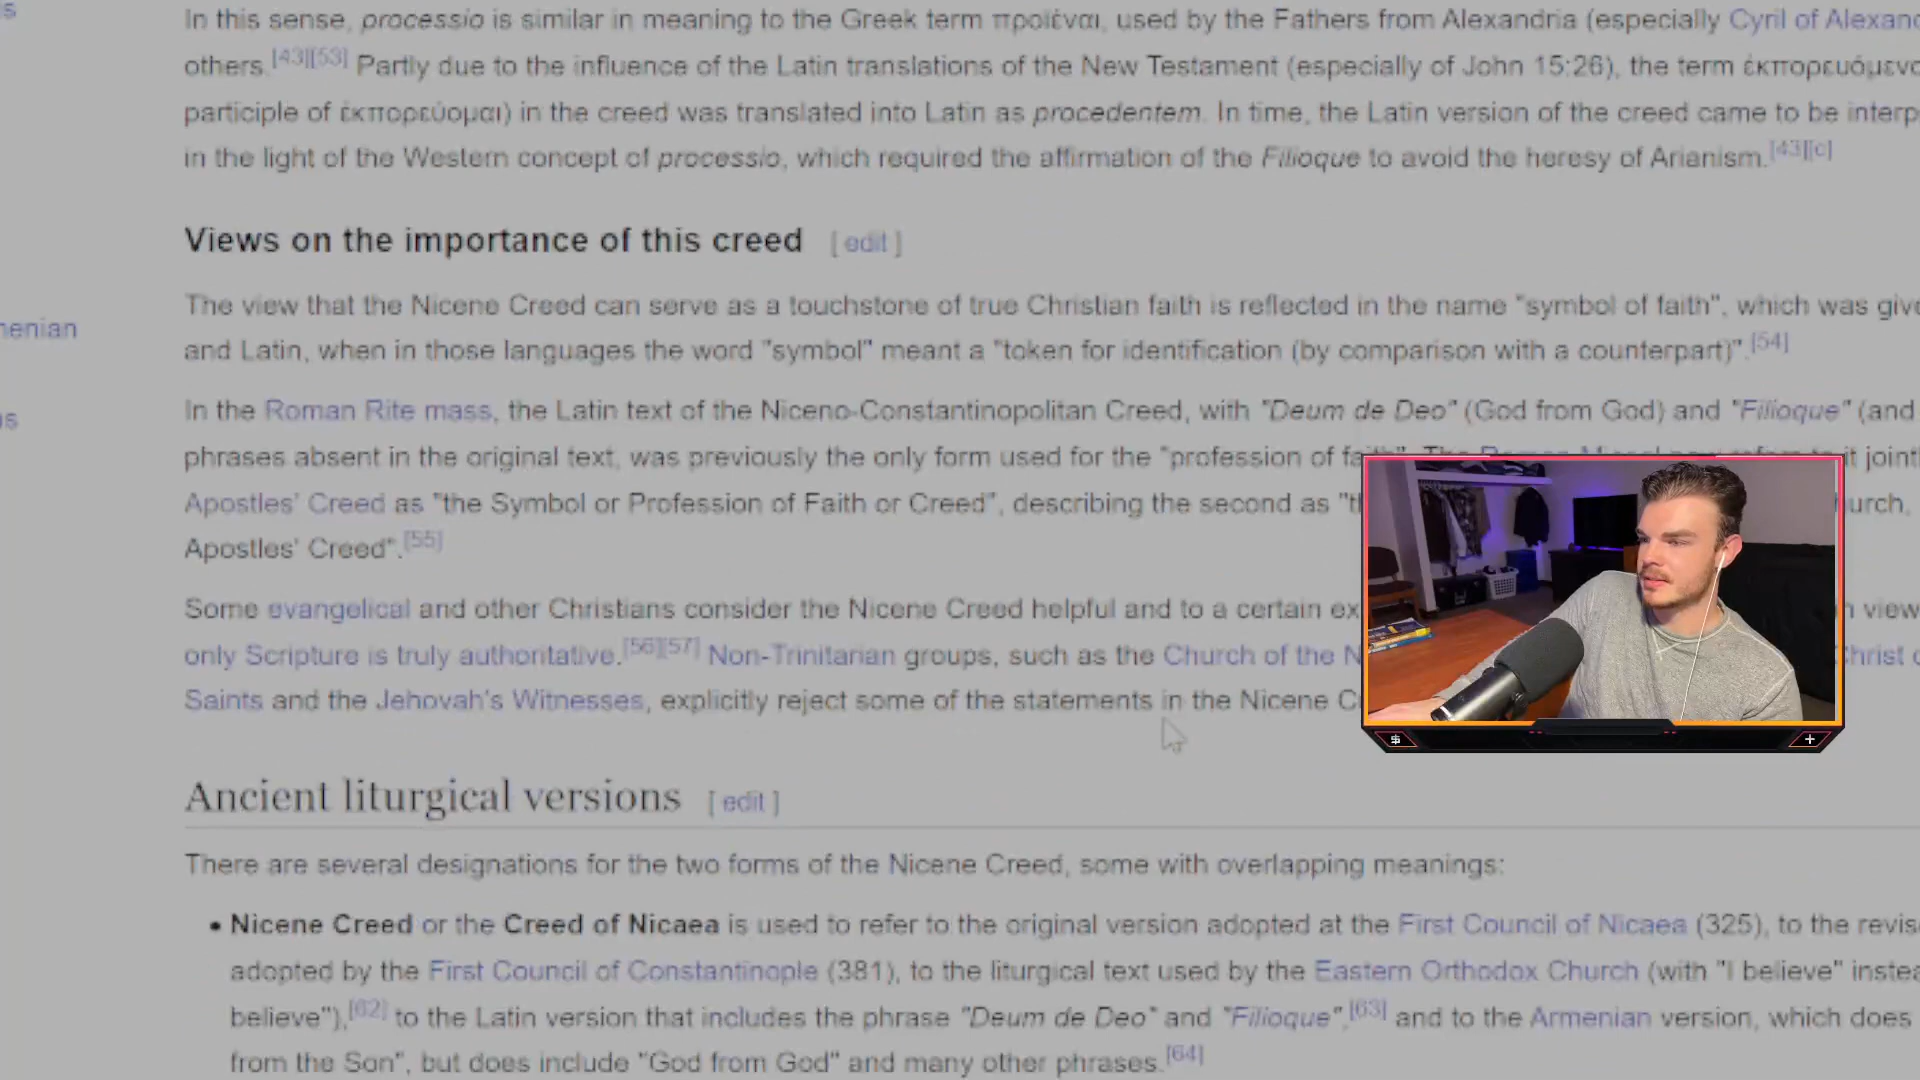 s
In this sense, processio is similar in meaning to the Greek term προϊέναι, used by the Fathers from Alexandria (especially Cyril of
others.[43][53] Partly due to the influence of the Latin translations of the New Testament (especially of John 15:26), the term
participle of ἐκπορεύομαι) in the creed was translated into Latin as procedentem. In time, the Latin version of the creed came to be
in the light of the Western concept of processio, which required the affirmation of the Filioque to avoid the heresy of Arianism.[43][c]
Views on the importance of this creed [ edit ]
The view that the Nicene Creed can serve as a touchstone of true Christian faith is reflected in the name "symbol of faith", which was
menian
and Latin, when in those languages the word "symbol" meant a "token for identification (by comparison with a counterpart)".[54]
In the Roman Rite mass, the Latin text of the Niceno-Constantinopolitan Creed, with "Deum de Deo" (God from God) and "Filioque" (and
phrases absent in the original text, was previously the only form used for the "profession of
Apostles' Creed as "the Symbol or Profession of Faith or Creed", describing the second as
Apostles' Creed".[55]
Some evangelical and other Christians consider the Nicene Creed helpful and to a certain
only Scripture is truly authoritative.[56][57] Non-Trinitarian groups, such as the Church of the
Saints and the Jehovah's Witnesses, explicitly reject some of the statements in the Nicene
Ancient liturgical versions [ edit ]
There are several designations for the two forms of the Nicene Creed, some with overlapping meanings:
• Nicene Creed or the Creed of Nicaea is used to refer to the original version adopted at the First Council of Nicaea (325), to the
adopted by the First Council of Constantinople (381), to the liturgical text used by the Eastern Orthodox Church (with "I believe"
believe"),[62] to the Latin version that includes the phrase "Deum de Deo" and "Filioque",[63] and to the Armenian version, which does
from the Son", but does include "God from God" and many other phrases.[64]